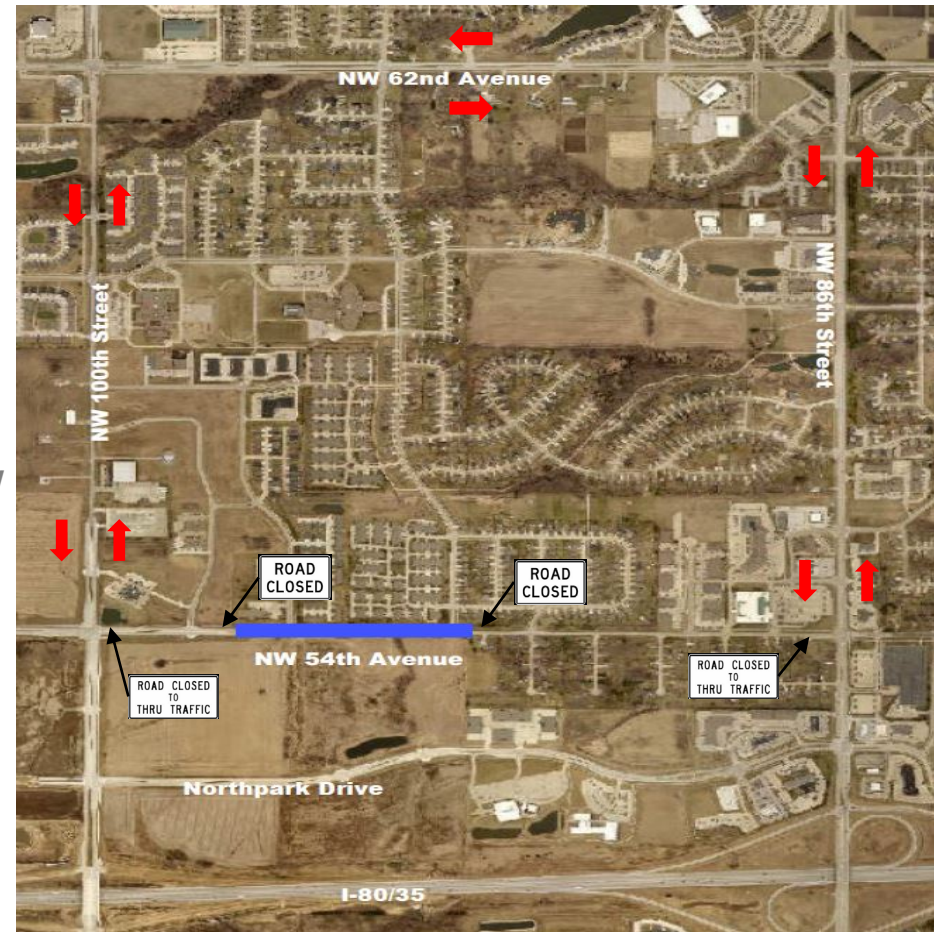 NW 62nd Avenue
NW 100th Street
NW 86th Street
ROAD
CLOSED
ROAD
CLOSED
NW 54th Avenue
ROAD CLOSED
TO
THRU TRAFFIC
ROAD CLOSED
TO
THRU TRAFFIC
Northpark Drive
I-80/35